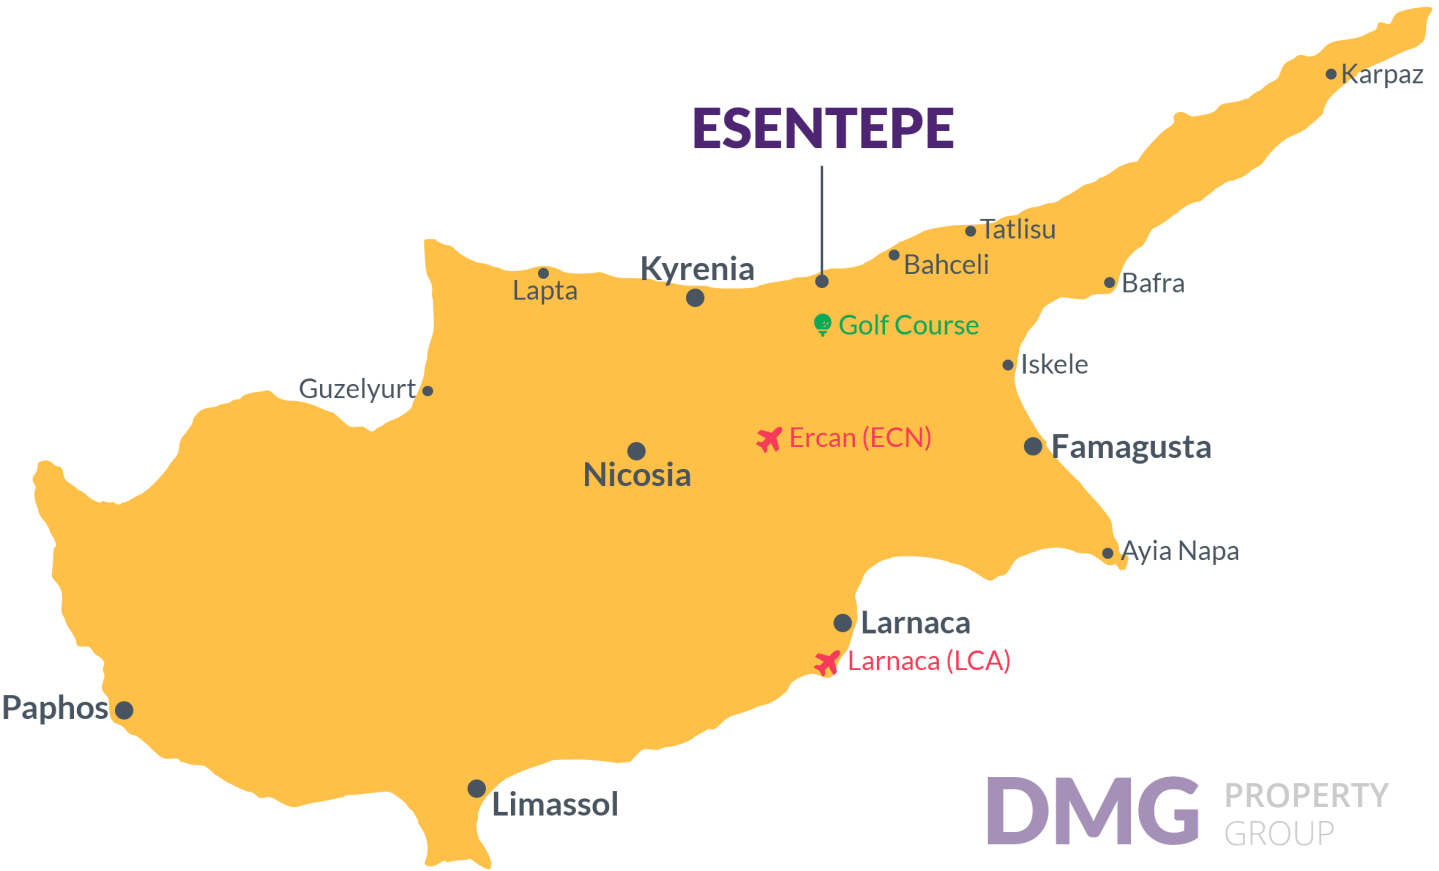 Karpaz
ESENTEPE
Tatlisu
Kyrenia
Bahceli
Lapta
Bafra
Golf Course
Iskele
Guzelyurt
Ercan (ECN)
Famagusta
Nicosia
Ayia Napa
Larnaca
Larnaca (LCA)
Paphos
Limassol
DMG PROPERTY
GROUP